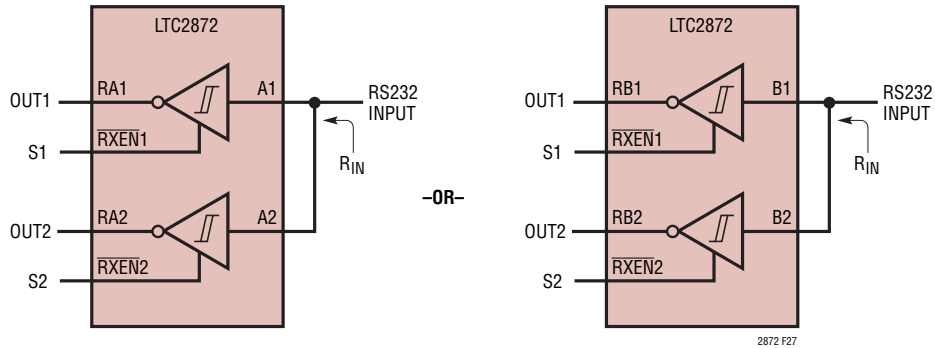 LTC2872
RA1
A1
OUT1
RXEN1
S1
RS232
INPUT
RIN
RA2
A2
OUT2
RXEN2
S2
–OR–
LTC2872
RB1
B1
OUT1
RXEN1
S1
RS232
INPUT
RIN
RB2
B2
OUT2
RXEN2
S2
2872 F27